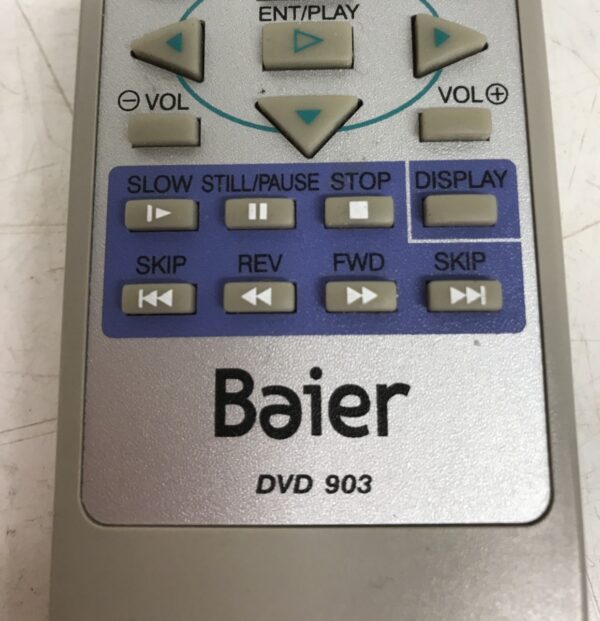 ENT/PLAY
VOL
VOL
SLOW STILL/PAUSE STOP DISPLAY
SKIP REV FWD SKIP
Baier
DVD 903